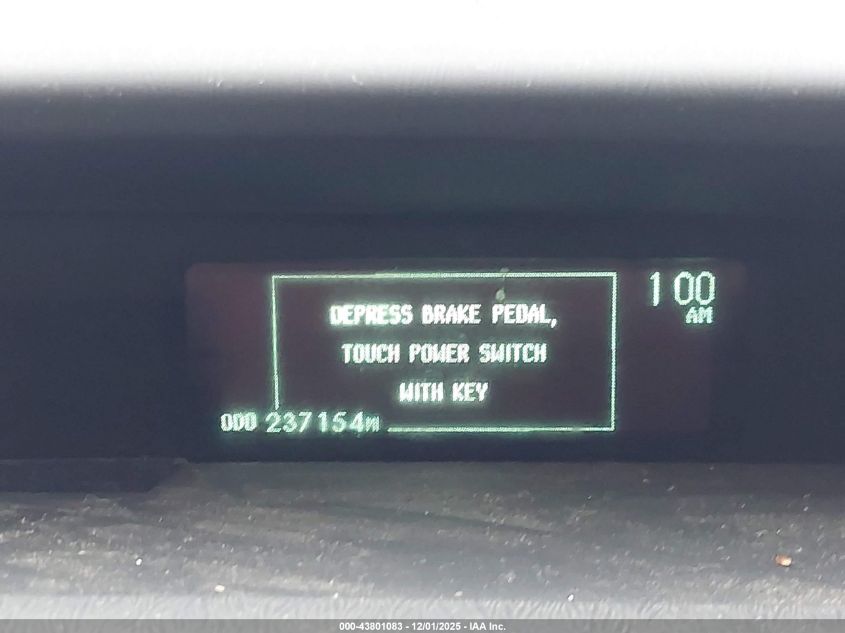 DEPRESS BRAKE PEDAL,
TOUCH POWER SWITCH
WITH KEY
1 00
AM
ODO 237154MI
000-43801083 - 12/01/2025 - IAA Inc.